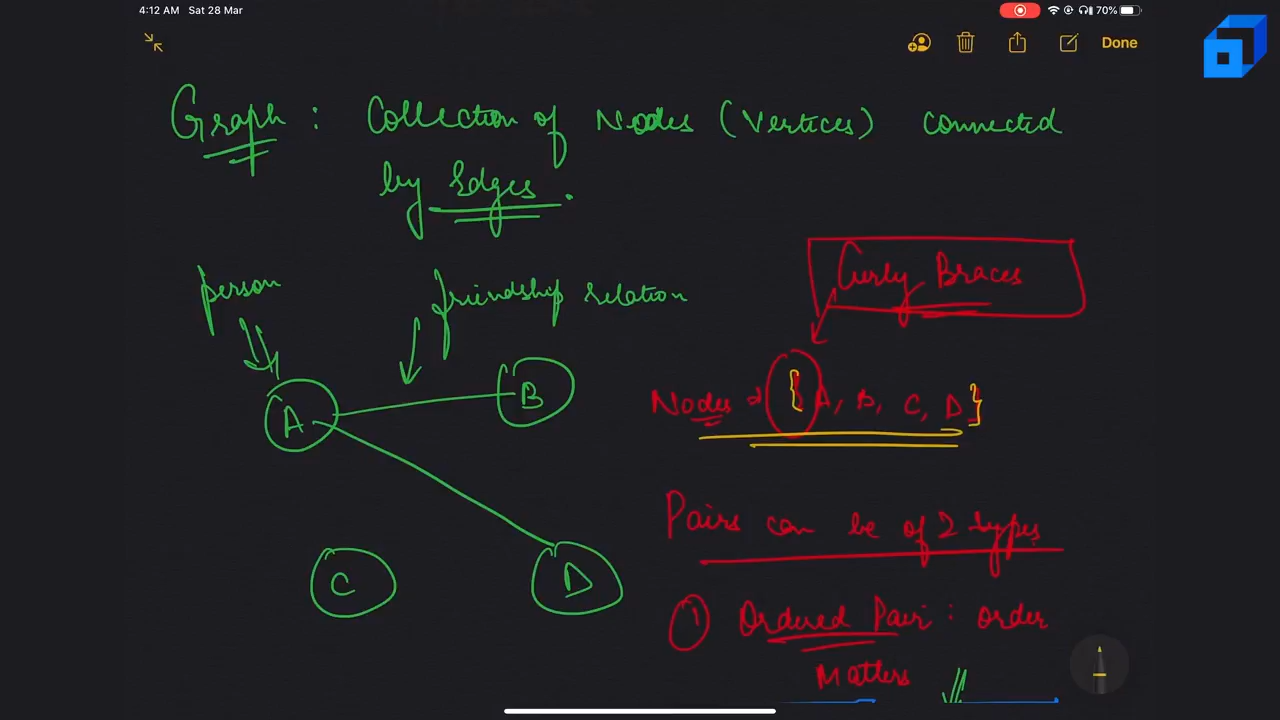 4:12 AM Sat 28 Mar
70%
Done
Graph : Collection of Nodes (Vertices) connected
by Edges.
person
friendship relation
Curly Braces
A
B
Nodes = { A, B, C, D }
Pairs can be of 2 types
C
D
1 Ordered Pair : order
Matters